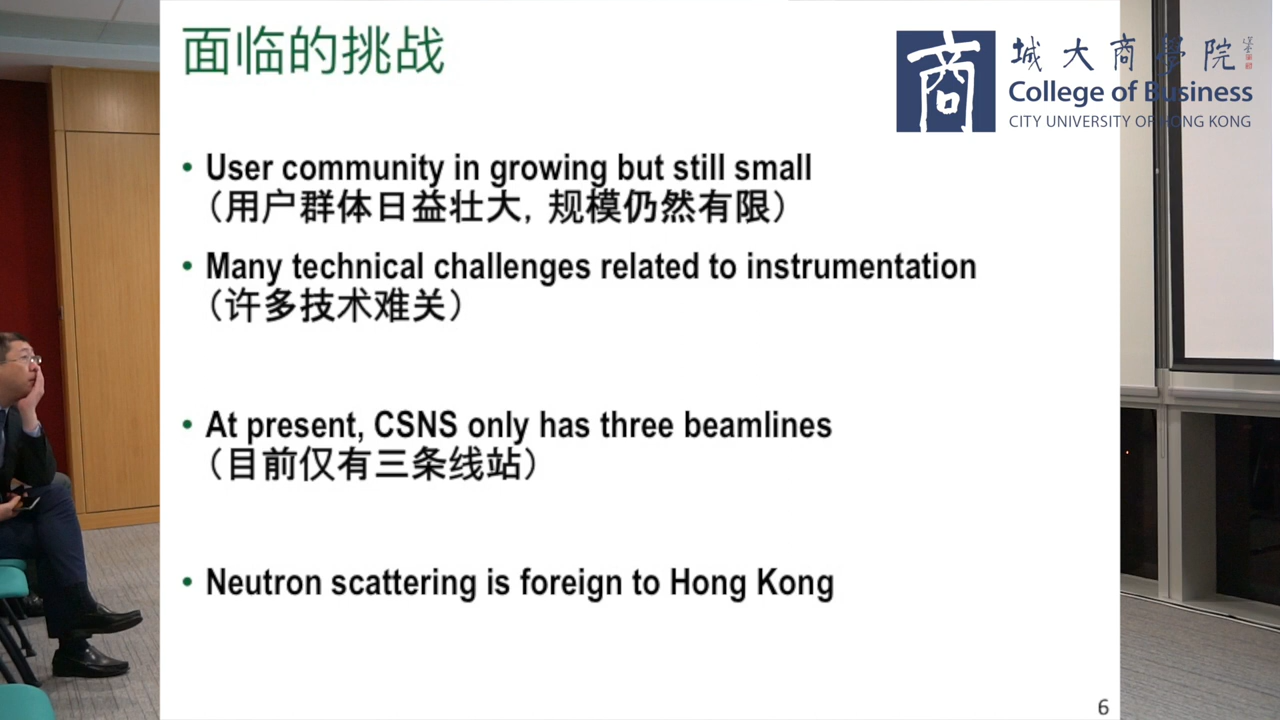 面临的挑战
城大商學院
College of Business
CITY UNIVERSITY OF HONG KONG
• User community in growing but still small
（用户群体日益壮大, 规模仍然有限）
• Many technical challenges related to instrumentation
（许多技术难关）
• At present, CSNS only has three beamlines
（目前仅有三条线站）
• Neutron scattering is foreign to Hong Kong
6
商